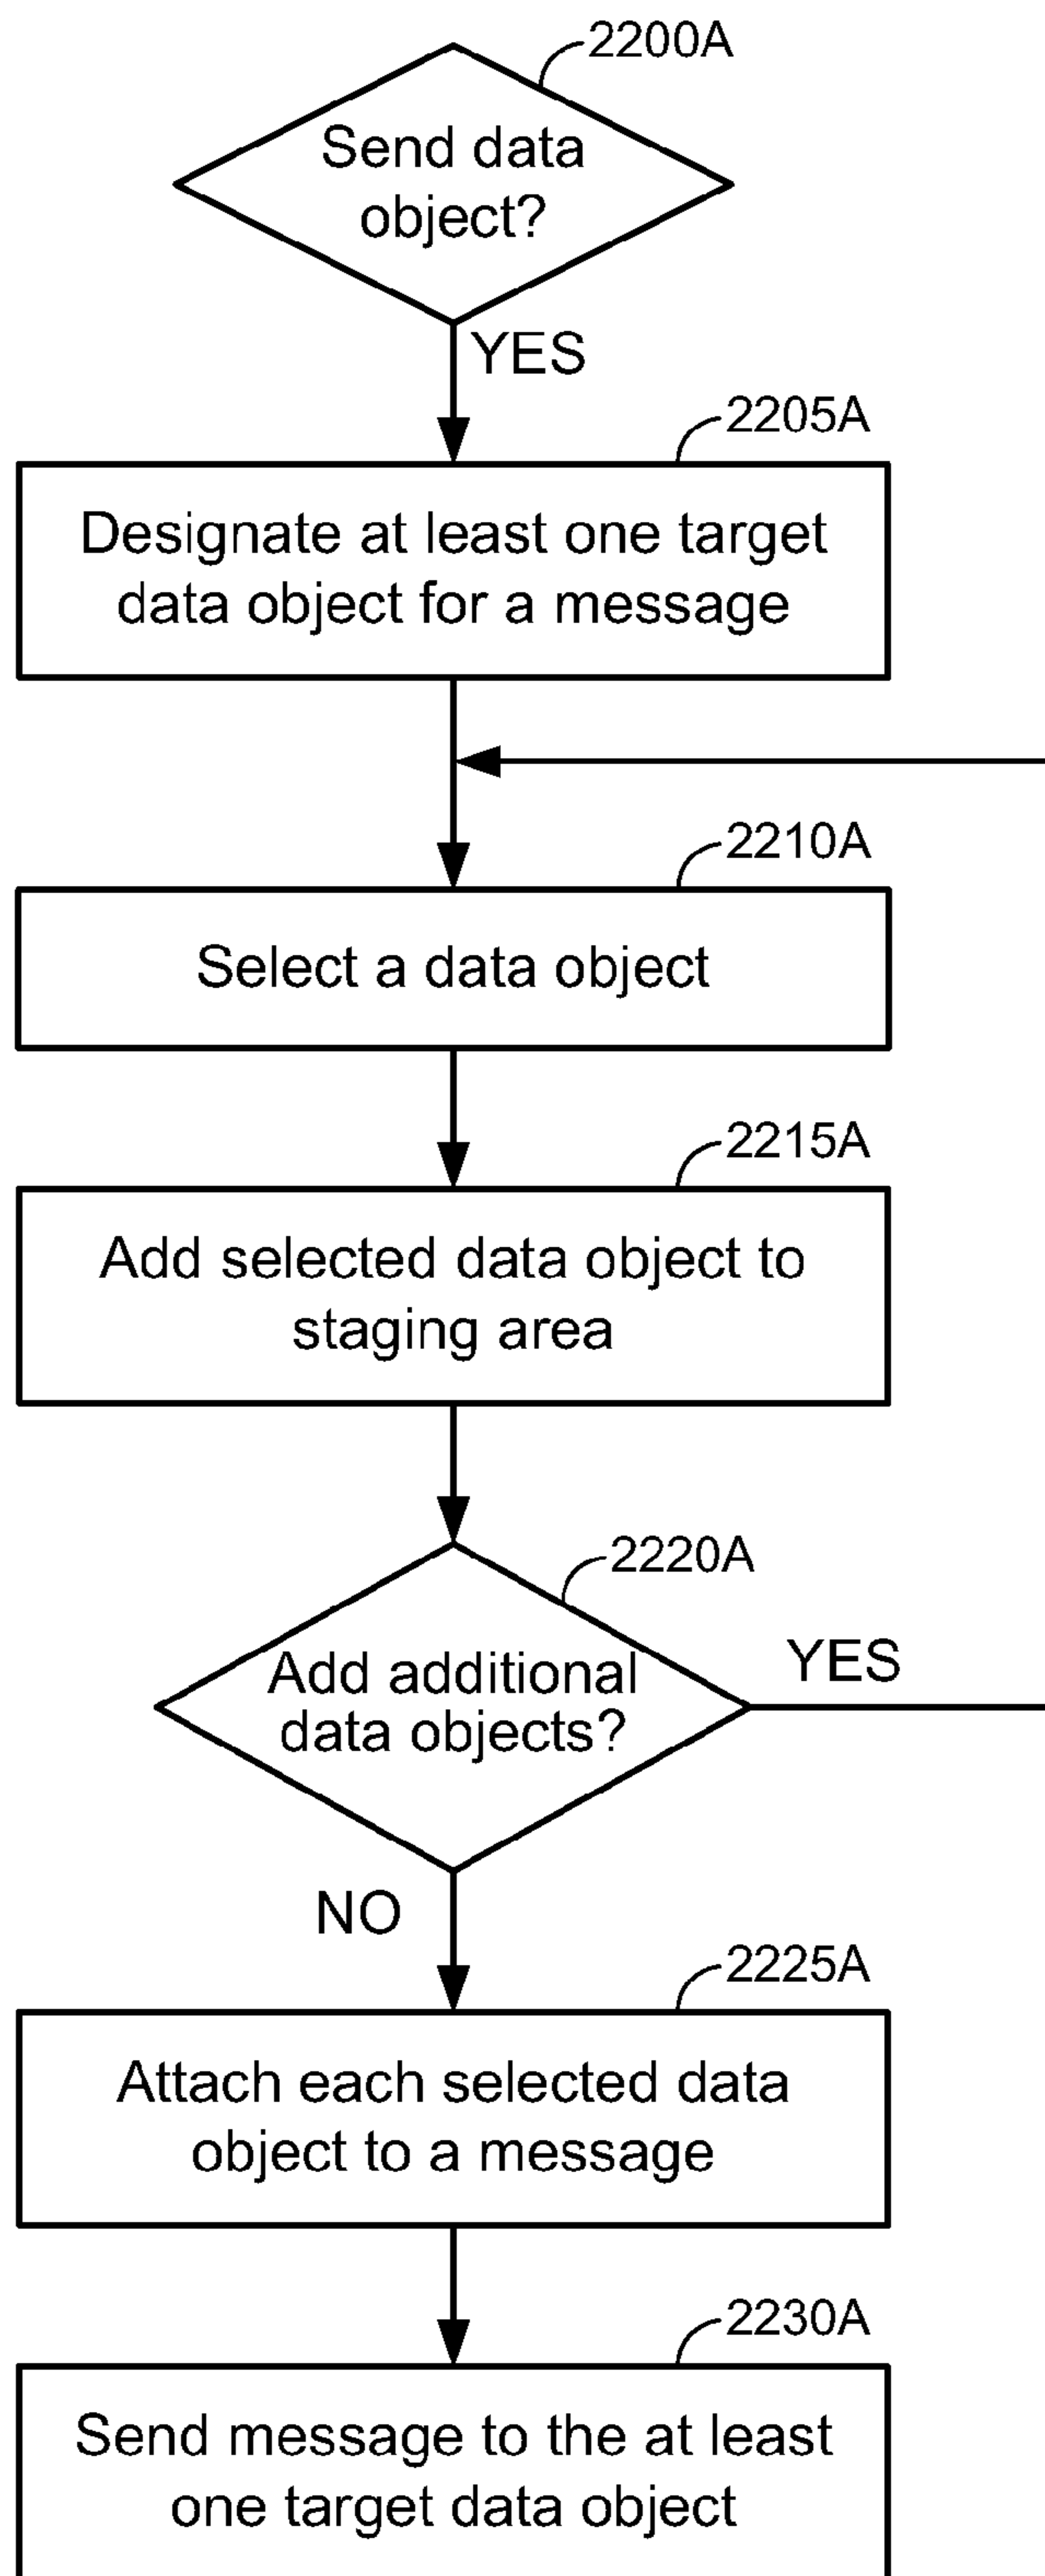 2200A
Send data
object?
YES
2205A
Designate at least one target
data object for a message
2210A
Select a data object
2215A
Add selected data object to
staging area
2220A
Add additional
data objects?
YES
NO
2225A
Attach each selected data
object to a message
2230A
Send message to the at least
one target data object